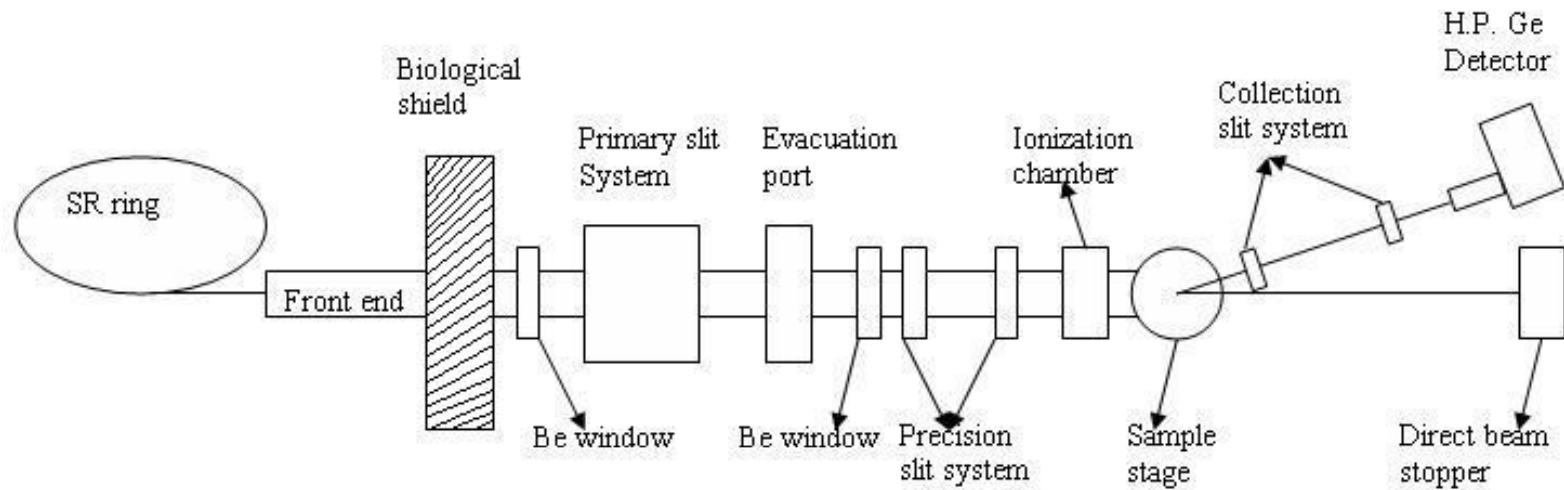 H.P. Ge
Detector
Biological
shield
Collection
slit system
Primary slit
System
Evacuation
port
Ionization
chamber
SR ring
Front end
Be window
Be window
Precision
slit system
Sample
stage
Direct beam
stopper